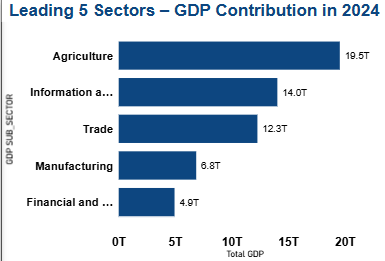 Leading 5 Sectors – GDP Contribution in 2024
GDP SUB_SECTOR
Agriculture 19.5T
Information a... 14.0T
Trade 12.3T
Manufacturing 6.8T
Financial and ... 4.9T
0T 5T 10T 15T 20T
Total GDP